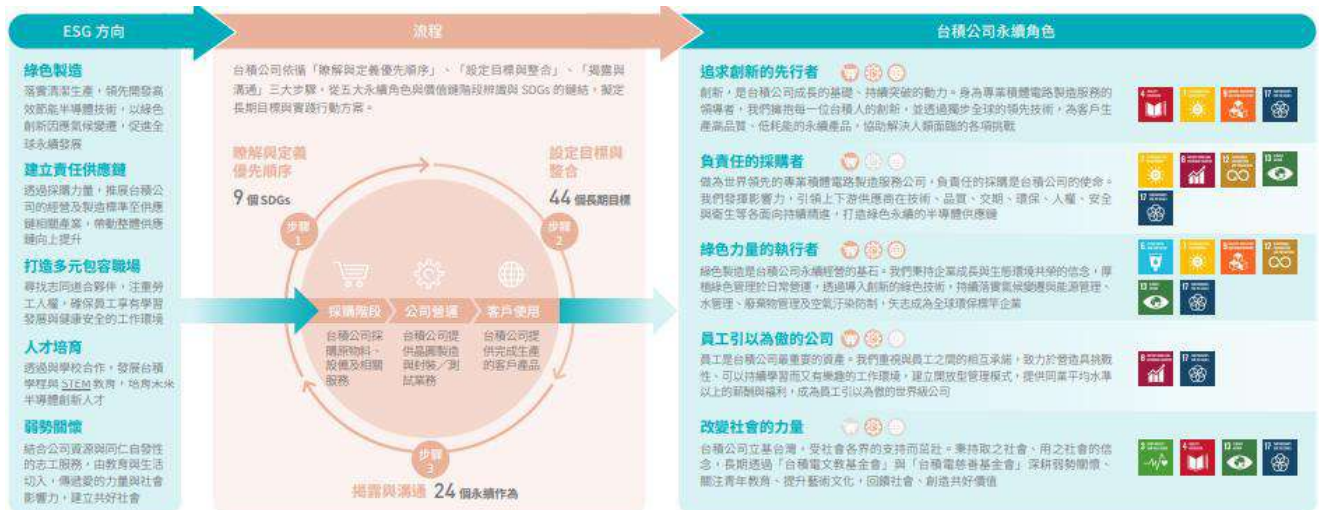 ESG 方向
綠色製造
落實清潔生產，領先開發高
效節能半導體技術，以綠色
創新因應氣候變遷，促進全
球永續發展
建立責任供應鏈
透過採購力量，推展台積公
司的經營及製造標準至供應
鏈相關產業，帶動整體供應
鏈向上提升
打造多元包容職場
尋找志同道合夥伴，注重勞
工人權，確保員工享有學習
發展與健康安全的工作環境
人才培育
透過與學校合作，發展台積
學程與 STEM 教育，培育未來
半導體創新人才
弱勢關懷
結合公司資源與同仁自發性
的志工服務，由教育與生活
切入，傳遞愛的力量與社會
影響力，建立共好社會
流程
台積公司依循「瞭解與定義優先順序」、「設定目標與整合」、「揭露與
溝通」三大步驟，從五大永續角色與價值鏈階段辨識與 SDGs 的鏈結，擬定
長期目標與實踐行動方案。
瞭解與定義
優先順序
9 個 SDGs
步驟
1
設定目標與
整合
44 個長期目標
步驟
2
採購階段
台積公司採
購原物料、
設備及相關
服務
公司營運
台積公司提
供晶圓製造
與封裝／測
試業務
客戶使用
台積公司提
供完成生產
的客戶產品
步驟
3
揭露與溝通 24 個永續作為
台積公司永續角色
追求創新的先行者
創新，是台積公司成長的基礎、持續突破的動力。身為專業積體電路製造服務的
領導者，我們擁抱每一位台積人的創新，並透過獨步全球的領先技術，為客戶生
產高品質、低耗能的永續產品，協助解決人類面臨的各項挑戰
4
7
9
17
負責任的採購者
做為世界領先的專業積體電路製造服務公司，負責任的採購是台積公司的使命。
我們發揮影響力，引領上下游供應商在技術、品質、交期、環保、人權、安全
與衛生等各面向持續精進，打造綠色永續的半導體供應鏈
7
8
12
13
17
綠色力量的執行者
綠色製造是台積公司永續經營的基石。我們秉持企業成長與生態環境共榮的信念，厚
植綠色管理於日常營運，透過導入創新的綠色技術，持續落實氣候變遷與能源管理、
水管理、廢棄物管理及空氣汙染防制，矢志成為全球環保標竿企業
6
7
9
12
13
17
員工引以為傲的公司
員工是台積公司最重要的資產。我們重視與員工之間的相互承諾，致力於營造具挑戰
性、可以持續學習而又有樂趣的工作環境，建立開放型管理模式，提供同業平均水準
以上的薪酬與福利，成為員工引以為傲的世界級公司
8
17
改變社會的力量
台積公司立基台灣，受社會各界的支持而茁壯。秉持取之社會、用之社會的信
念，長期透過「台積電文教基金會」與「台積電慈善基金會」深耕弱勢關懷、
關注青年教育、提升藝術文化，回饋社會、創造共好價值
3
4
13
17